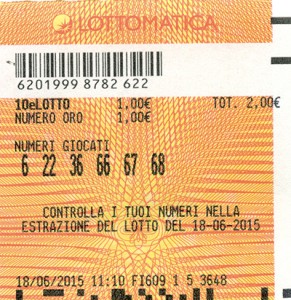 LOTTOMATICA
6201999 8782 622
10eLOTTO 1,00€ TOT. 2,00€
NUMERO ORO 1,00€
NUMERI GIOCATI
6 22 36 66 67 68
CONTROLLA I TUOI NUMERI NELLA
ESTRAZIONE DEL LOTTO DEL 18-06-2015
18/06/2015 11:10 FI609 1 5 3648